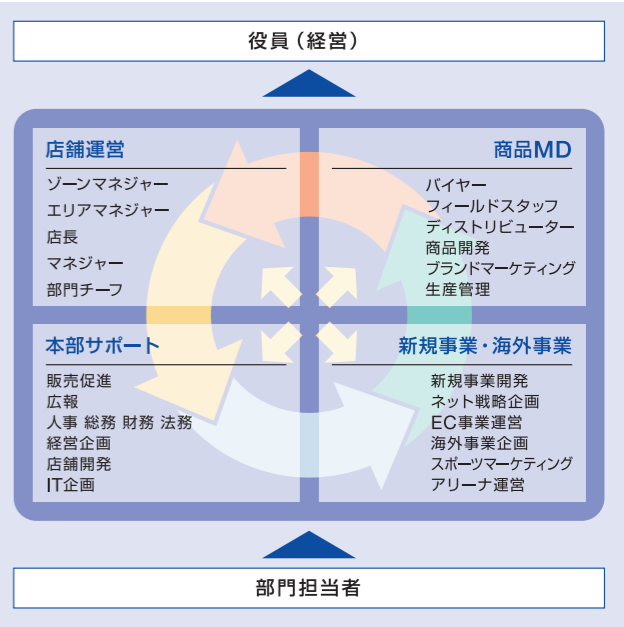 役員（経営）
店舗運営
ゾーンマネジャー
エリアマネジャー
店長
マネジャー
部門チーフ
商品MD
バイヤー
フィールドスタッフ
ディストリビューター
商品開発
ブランドマーケティング
生産管理
本部サポート
販売促進
広報
人事 総務 財務 法務
経営企画
店舗開発
IT企画
新規事業・海外事業
新規事業開発
ネット戦略企画
EC事業運営
海外事業企画
スポーツマーケティング
アリーナ運営
部門担当者